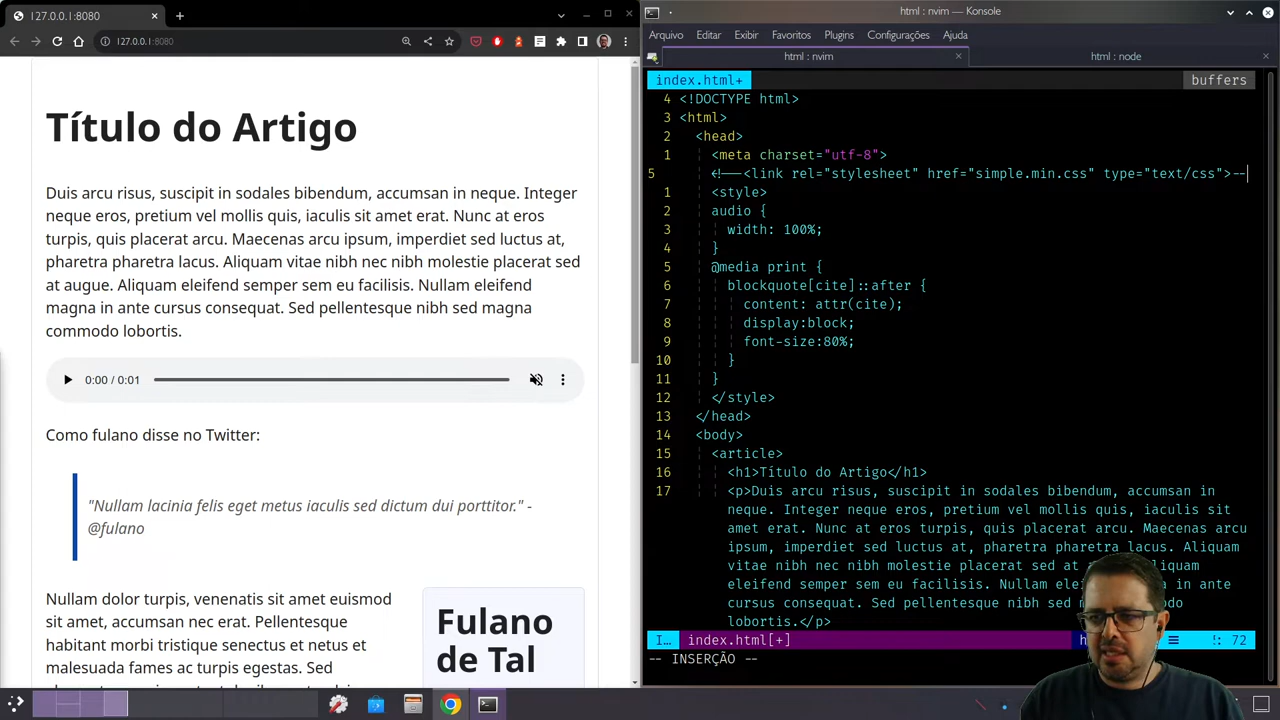 127.0.0.1:8080
127.0.0.1:8080
Título do Artigo
Duis arcu risus, suscipit in sodales bibendum, accumsan in neque. Integer
neque eros, pretium vel mollis quis, iaculis sit amet erat. Nunc at eros
turpis, quis placerat arcu. Maecenas arcu ipsum, imperdiet sed luctus at,
pharetra pharetra lacus. Aliquam vitae nibh nec nibh molestie placerat sed
at augue. Aliquam eleifend semper sem eu facilisis. Nullam eleifend
magna in ante cursus consequat. Sed pellentesque nibh sed magna
commodo lobortis.
0:00 / 0:01
Como fulano disse no Twitter:
"Nullam lacinia felis eget metus iaculis sed dictum dui porttitor." -
@fulano
Nullam dolor turpis, venenatis sit amet euismod
sit amet, accumsan nec erat. Pellentesque
habitant morbi tristique senectus et netus et
malesuada fames ac turpis egestas. Sed
Fulano
de Tal
html : nvim — Konsole
Arquivo Editar Exibir Favoritos Plugins Configurações Ajuda
html : nvim
html : node
index.html+ buffers
4 <!DOCTYPE html>
3 <html>
2 <head>
1 <meta charset="utf-8">
5 <!--<link rel="stylesheet" href="simple.min.css" type="text/css">--
1 <style>
2 audio {
3 width: 100%;
4 }
5 @media print {
6 blockquote[cite]::after {
7 content: attr(cite);
8 display:block;
9 font-size:80%;
10 }
11 }
12 </style>
13 </head>
14 <body>
15 <article>
16 <h1>Título do Artigo</h1>
17 <p>Duis arcu risus, suscipit in sodales bibendum, accumsan in
neque. Integer neque eros, pretium vel mollis quis, iaculis sit
amet erat. Nunc at eros turpis, quis placerat arcu. Maecenas arcu
ipsum, imperdiet sed luctus at, pharetra pharetra lacus. Aliquam
vitae nibh nec nibh molestie placerat sed at
eleifend semper sem eu facilisis. Nullam in ante
cursus consequat. Sed pellentesque nibh sed
lobortis.</p>
I... index.html[+] 72
-- INSERÇÃO --